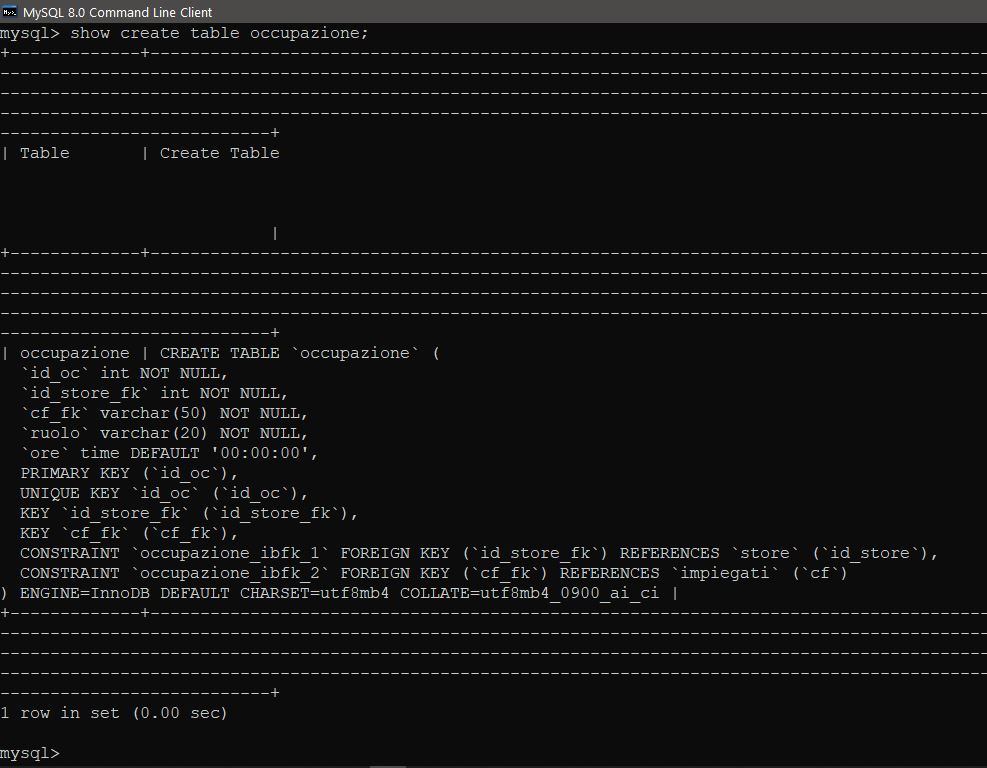 MySQL 8.0 Command Line Client
mysql> show create table occupazione;
+-------------+------------------------------------------------------------------------------------
---------------------------------------------------------------------------------------------------
---------------------------------------------------------------------------------------------------
---------------------------------------------------------------------------------------------------
---------------------------+
| Table       | Create Table
                           |
+-------------+------------------------------------------------------------------------------------
---------------------------------------------------------------------------------------------------
---------------------------------------------------------------------------------------------------
---------------------------------------------------------------------------------------------------
---------------------------+
| occupazione | CREATE TABLE `occupazione` (
  `id_oc` int NOT NULL,
  `id_store_fk` int NOT NULL,
  `cf_fk` varchar(50) NOT NULL,
  `ruolo` varchar(20) NOT NULL,
  `ore` time DEFAULT '00:00:00',
  PRIMARY KEY (`id_oc`),
  UNIQUE KEY `id_oc` (`id_oc`),
  KEY `id_store_fk` (`id_store_fk`),
  KEY `cf_fk` (`cf_fk`),
  CONSTRAINT `occupazione_ibfk_1` FOREIGN KEY (`id_store_fk`) REFERENCES `store` (`id_store`),
  CONSTRAINT `occupazione_ibfk_2` FOREIGN KEY (`cf_fk`) REFERENCES `impiegati` (`cf`)
) ENGINE=InnoDB DEFAULT CHARSET=utf8mb4 COLLATE=utf8mb4_0900_ai_ci |
+-------------+------------------------------------------------------------------------------------
---------------------------------------------------------------------------------------------------
---------------------------------------------------------------------------------------------------
---------------------------------------------------------------------------------------------------
---------------------------+
1 row in set (0.00 sec)
mysql>